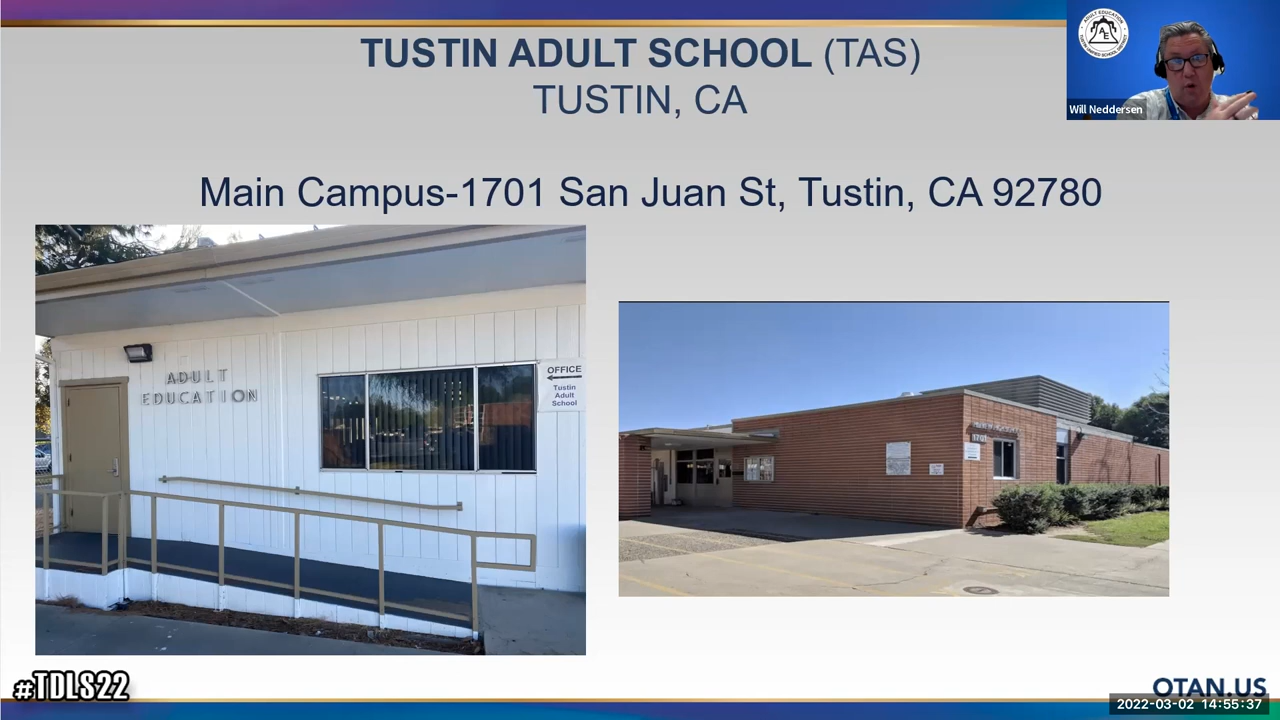 TUSTIN ADULT SCHOOL (TAS)
TUSTIN, CA
Will Neddersen
Main Campus-1701 San Juan St, Tustin, CA 92780
ADULT
EDUCATION
OFFICE
Tustin
Adult
School
1701
#TDLS22
OTAN.US
2022-03-02 14:55:37